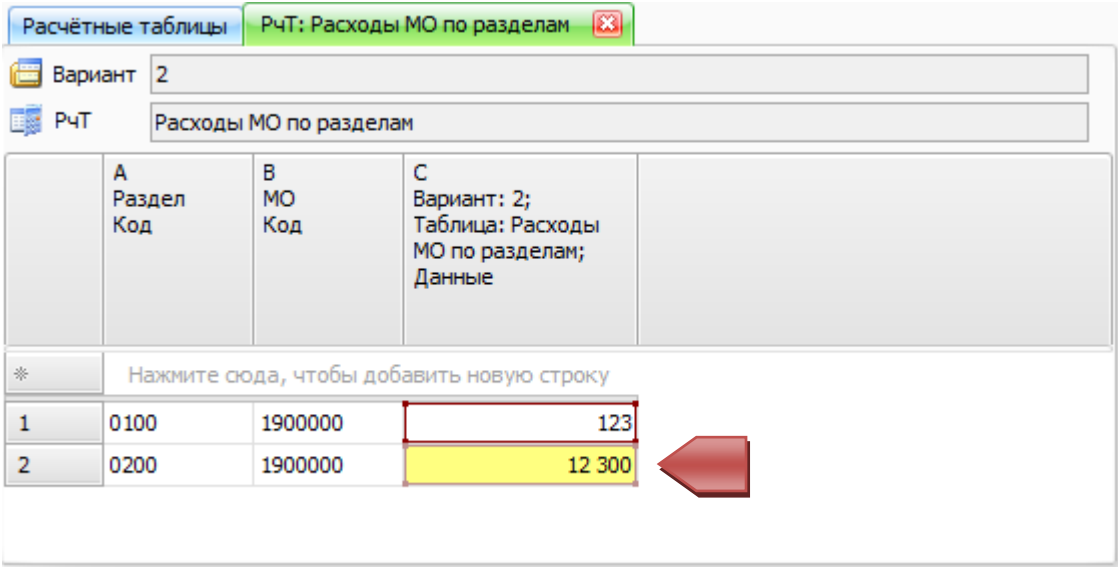 Расчётные таблицы
РчТ: Расходы МО по разделам
Вариант 2
РчТ Расходы МО по разделам
A
Раздел
Код
B
МО
Код
C
Вариант: 2;
Таблица: Расходы
МО по разделам;
Данные
Нажмите сюда, чтобы добавить новую строку
1 0100 1900000 123
2 0200 1900000 12 300